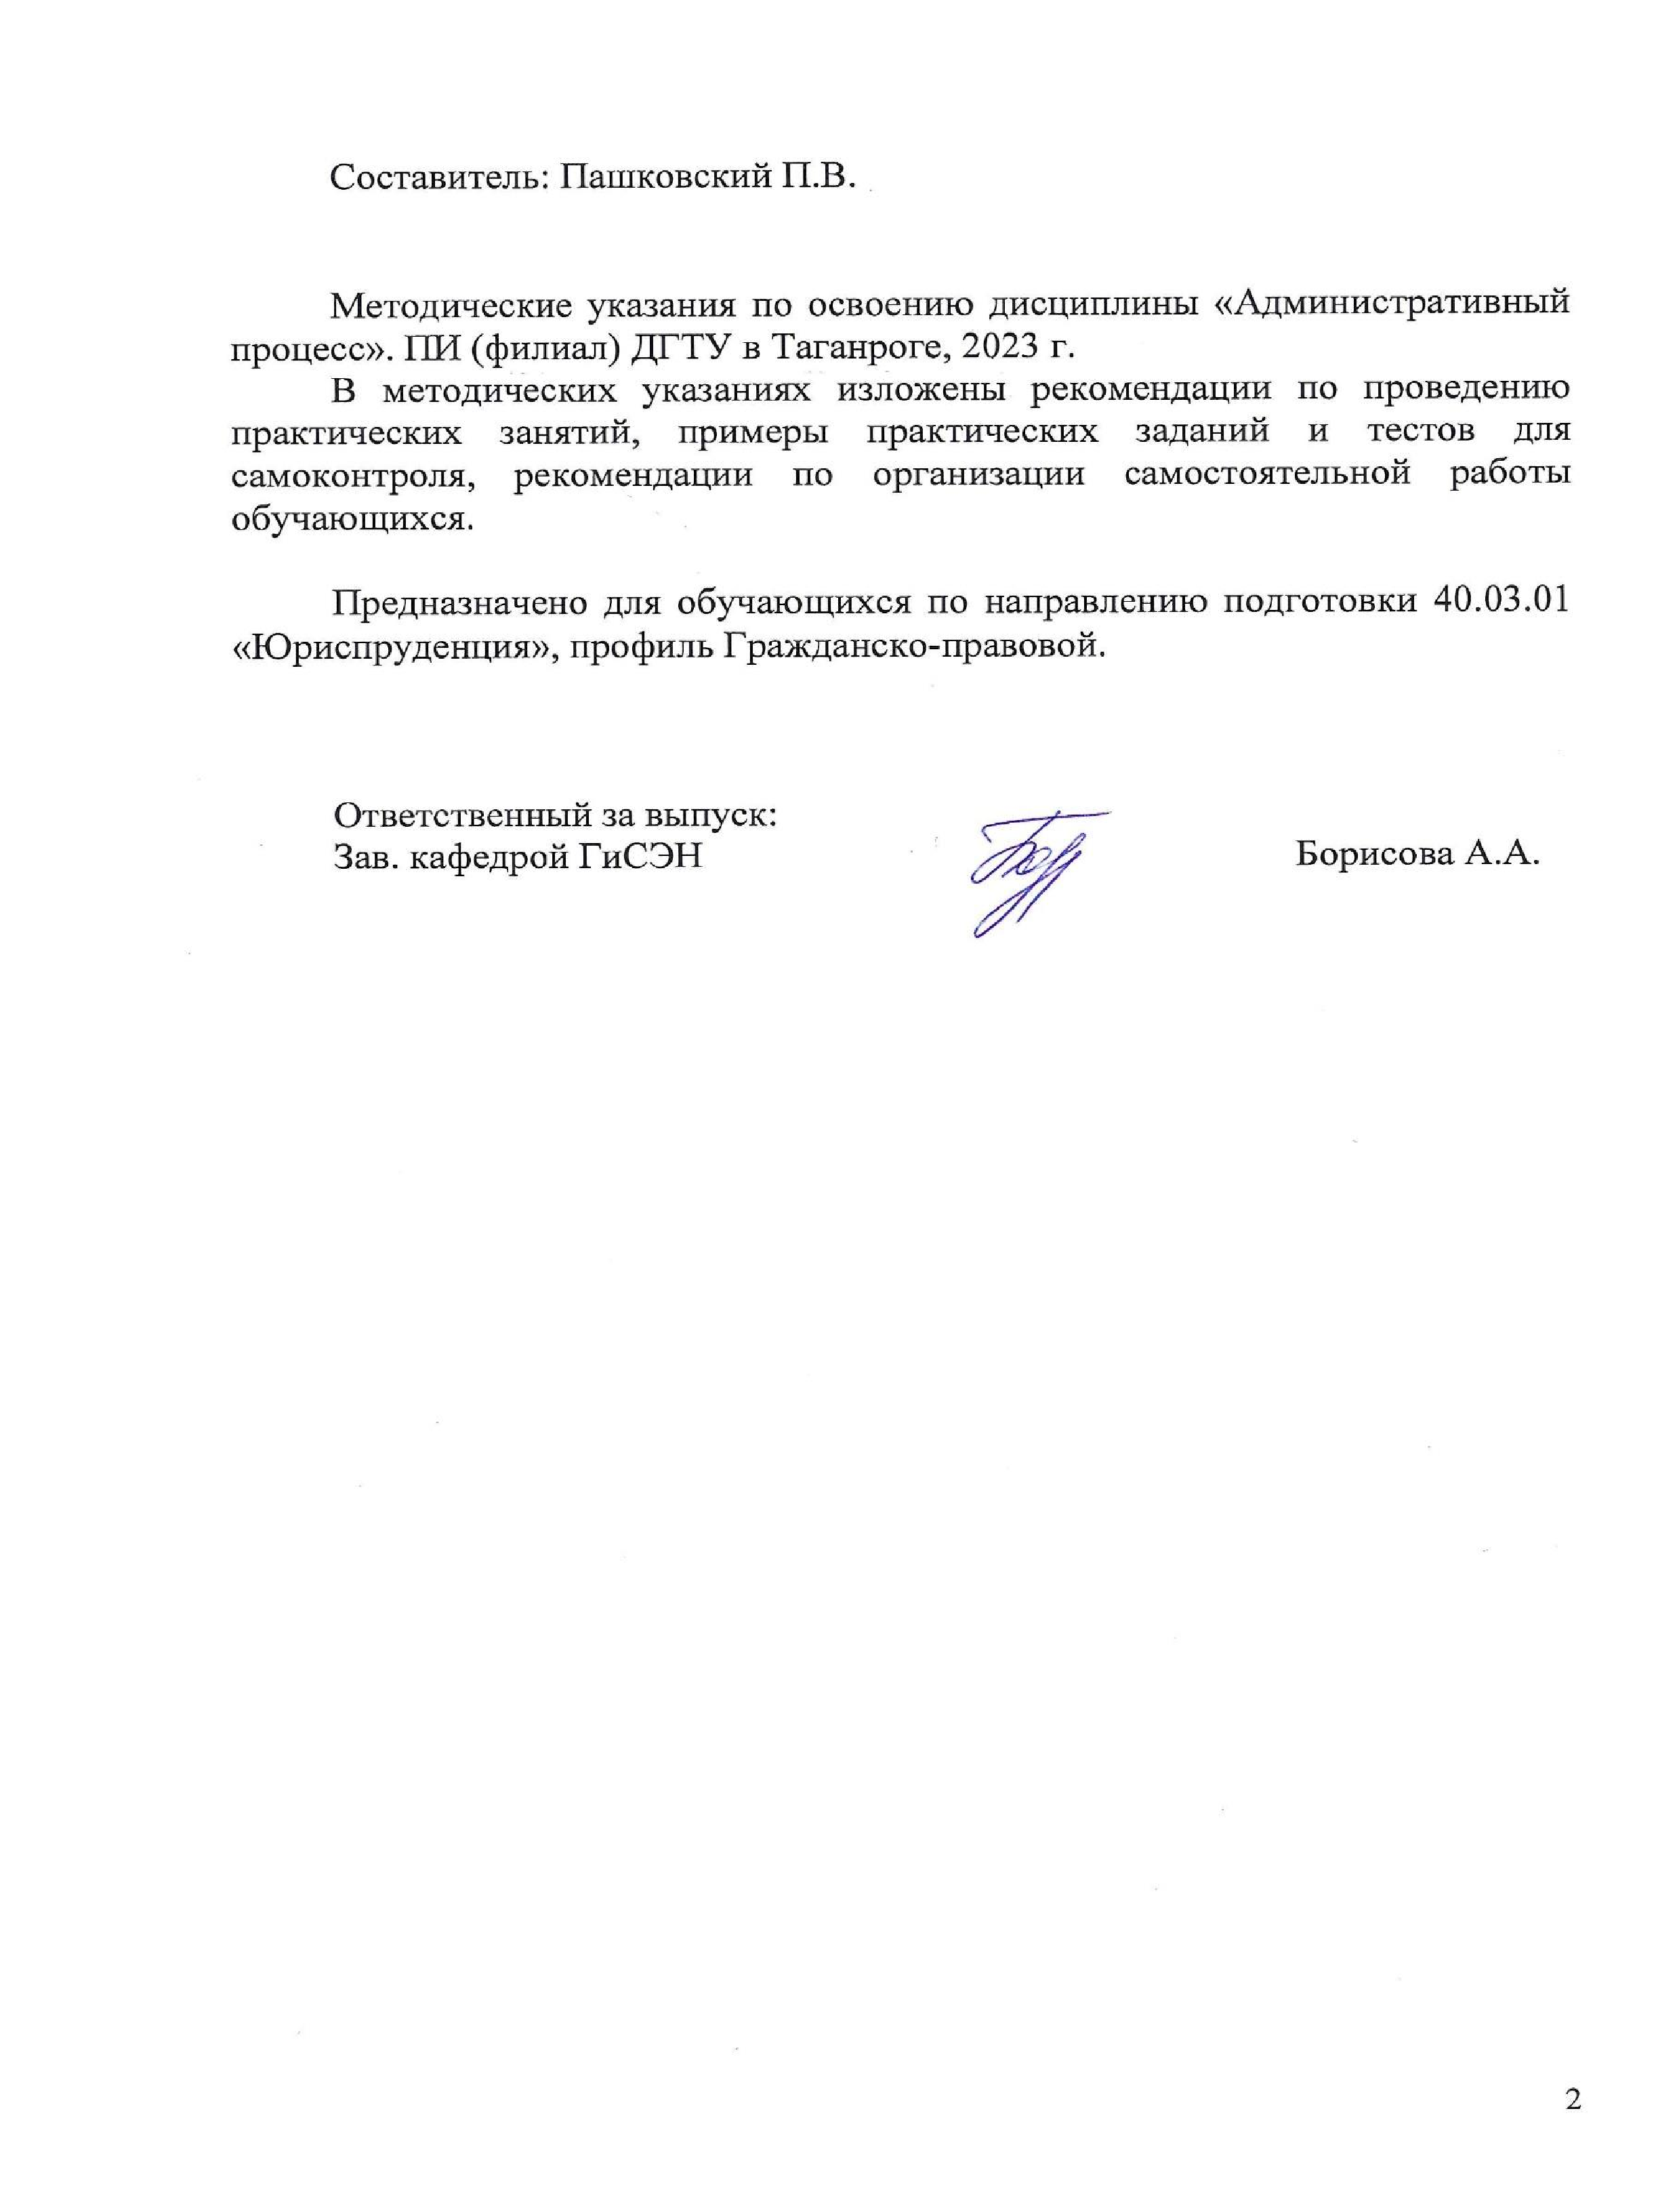 Составитель: Пашковский П.В.
Методические указания по освоению дисциплины «Административный
процесс». ПИ (филиал) ДГТУ в Таганроге, 2023 г.
В методических указаниях изложены рекомендации по проведению
практических занятий, примеры практических заданий и тестов для
самоконтроля, рекомендации по организации самостоятельной работы
обучающихся.
Предназначено для обучающихся по направлению подготовки 40.03.01
«Юриспруденция», профиль Гражданско-правовой.
Ответственный за выпуск:
Зав. кафедрой ГиСЭН Борисова А.А.
2